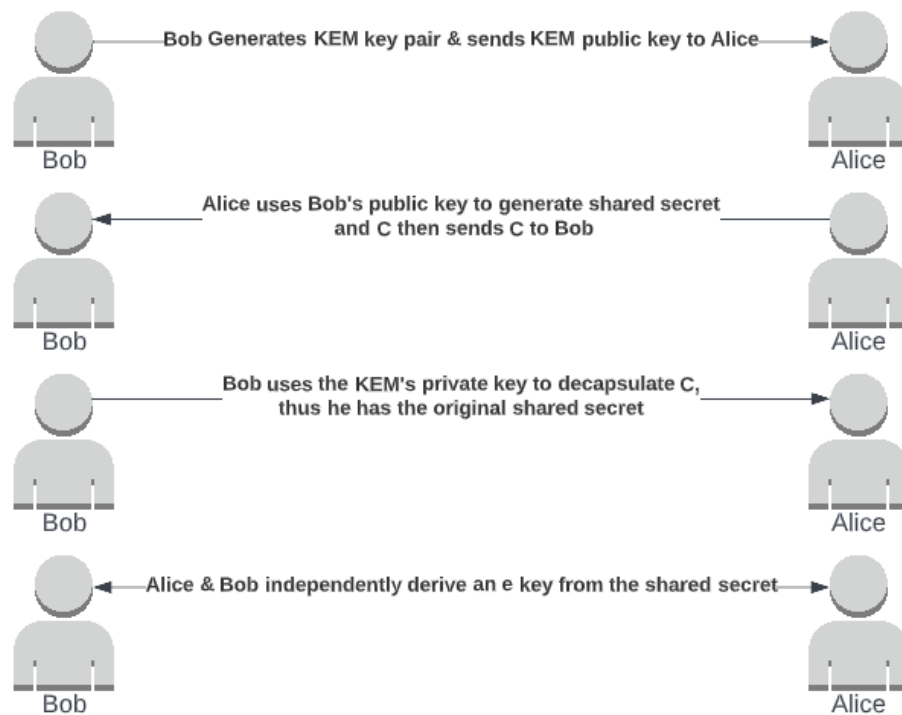 Bob Generates KEM key pair & sends KEM public key to Alice
Bob
Alice
Alice uses Bob's public key to generate shared secret
and C then sends C to Bob
Bob
Alice
Bob uses the KEM's private key to decapsulate C,
thus he has the original shared secret
Bob
Alice
Alice & Bob independently derive an e key from the shared secret
Bob
Alice